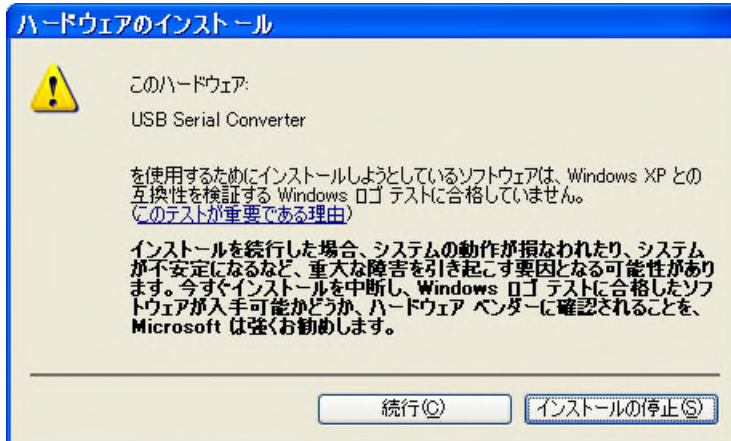 ハードウェアのインストール
このハードウェア:
USB Serial Converter
を使用するためにインストールしようとしているソフトウェアは、Windows XP との
互換性を検証する Windows ロゴ テストに合格していません。
(このテストが重要である理由)
インストールを続行した場合、システムの動作が損なわれたり、システム
が不安定になるなど、重大な障害を引き起こす要因となる可能性があり
ます。今すぐインストールを中断し、Windows ロゴ テストに合格したソフ
トウェアが入手可能かどうか、ハードウェア ベンダーに確認されることを、
Microsoft は強くお勧めします。
続行(C)
インストールの停止(S)